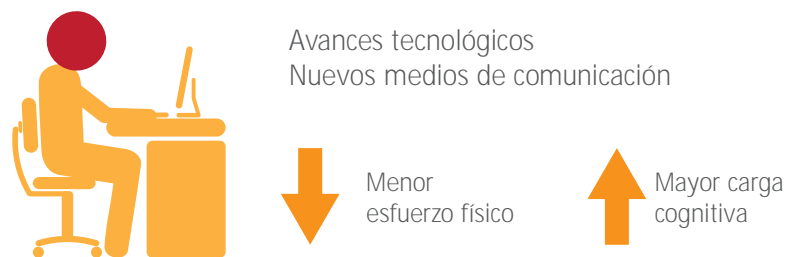 Avances tecnológicos
Nuevos medios de comunicación
Menor
esfuerzo físico
Mayor carga
cognitiva